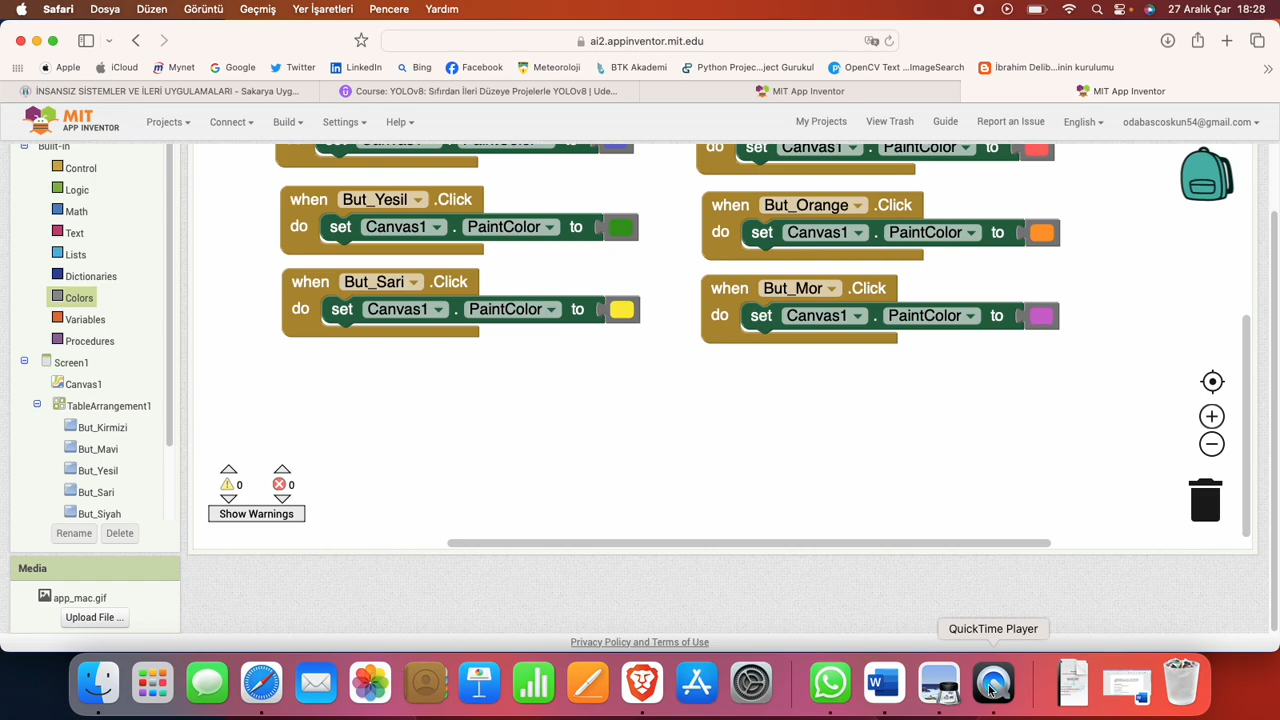 Safari Dosya Düzen Görüntü Geçmiş Yer İşaretleri Pencere Yardım 27 Aralık Çar 18:28
ai2.appinventor.mit.edu
Apple iCloud Mynet Google Twitter LinkedIn Bing Facebook Meteoroloji BTK Akademi Python Projec...ject Gurukul OpenCV Text ...ImageSearch İbrahim Delib...inin kurulumu
İNSANSIZ SİSTEMLER VE İLERİ UYGULAMALARI - Sakarya Uyg... Course: YOLOv8: Sıfırdan İleri Düzeye Projelerle YOLOv8 | Ude... MIT App Inventor MIT App Inventor
MIT APP INVENTOR Projects Connect Build Settings Help My Projects View Trash Guide Report an Issue English odabascoskun54@gmail.com
Built-in
Control
Logic
Math
Text
Lists
Dictionaries
Colors
Variables
Procedures
Screen1
Canvas1
TableArrangement1
But_Kirmizi
But_Mavi
But_Yesil
But_Sari
But_Siyah
Rename Delete
Media
app_mac.gif
Upload File ...
set Canvas1 . PaintColor to
when But_Yesil .Click
do set Canvas1 . PaintColor to
when But_Sari .Click
do set Canvas1 . PaintColor to
do set Canvas1 . PaintColor to
when But_Orange .Click
do set Canvas1 . PaintColor to
when But_Mor .Click
do set Canvas1 . PaintColor to
0 0
Show Warnings
Privacy Policy and Terms of Use
QuickTime Player